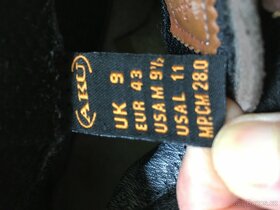 (AKU)
UK 9
EUR 43
USA M 9½
USA L 11
MPCM 28.0